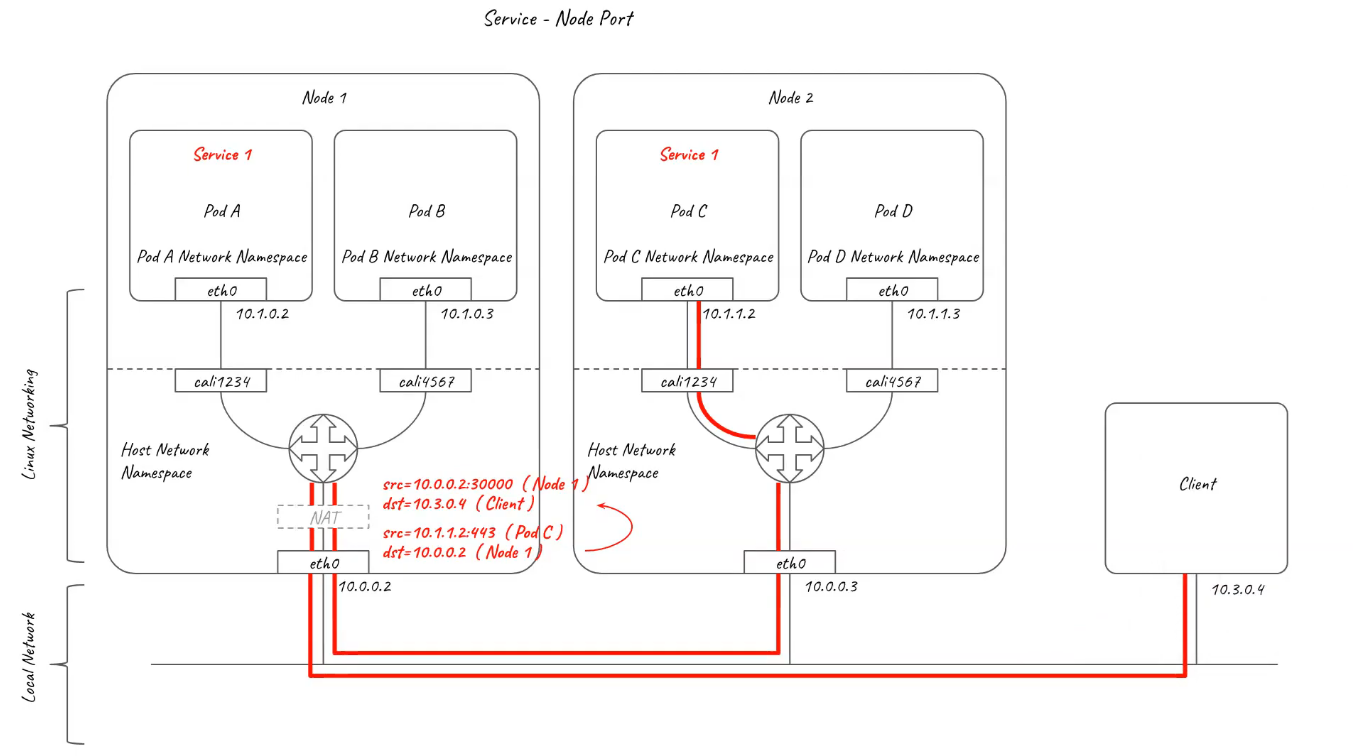 Service - Node Port
Node 1
Service 1
Pod A
Pod A Network Namespace
eth0
10.1.0.2
Pod B
Pod B Network Namespace
eth0
10.1.0.3
cali1234
cali4567
Host Network
Namespace
NAT
src=10.0.0.2:30000 (Node 1)
dst=10.3.0.4 (Client)
src=10.1.1.2:443 (Pod C)
dst=10.0.0.2 (Node 1)
eth0
10.0.0.2
Node 2
Service 1
Pod C
Pod C Network Namespace
eth0
10.1.1.2
Pod D
Pod D Network Namespace
eth0
10.1.1.3
cali1234
cali4567
Host Network
Namespace
eth0
10.0.0.3
Client
10.3.0.4
Linux Networking
Local Network